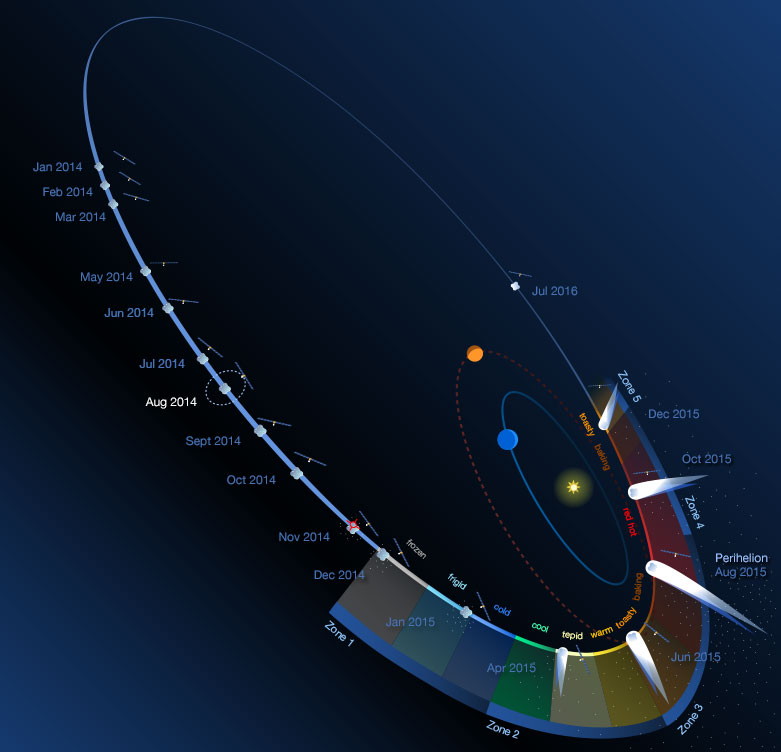 Jan 2014
Feb 2014
Mar 2014
May 2014
Jun 2014
Jul 2014
Aug 2014
Sept 2014
Oct 2014
Nov 2014
Dec 2014
Jan 2015
Apr 2015
Jun 2015
Perihelion
Aug 2015
Oct 2015
Dec 2015
Jul 2016
Zone 1
Zone 2
Zone 3
Zone 4
Zone 5
frozen
frigid
cold
cool
tepid
warm
toasty
baking
red hot
baking
toasty